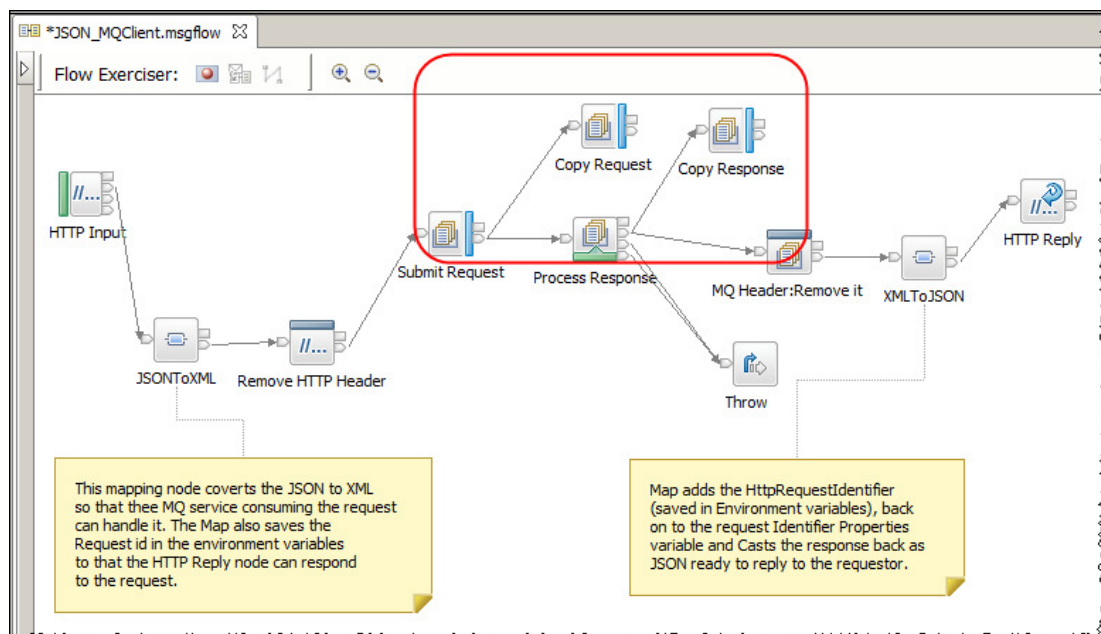 *JSON_MQClient.msgflow
Flow Exerciser:
Copy Request
Copy Response
HTTP Input
HTTP Reply
Submit Request
Process Response
MQ Header:Remove it
XMLToJSON
JSONToXML
Remove HTTP Header
Throw
This mapping node coverts the JSON to XML
so that thee MQ service consuming the request
can handle it. The Map also saves the
Request id in the environment variables
to that the HTTP Reply node can respond
to the request.
Map adds the HttpRequestIdentifier
(saved in Environment variables), back
on to the request Identifier Properties
variable and Casts the response back as
JSON ready to reply to the requestor.